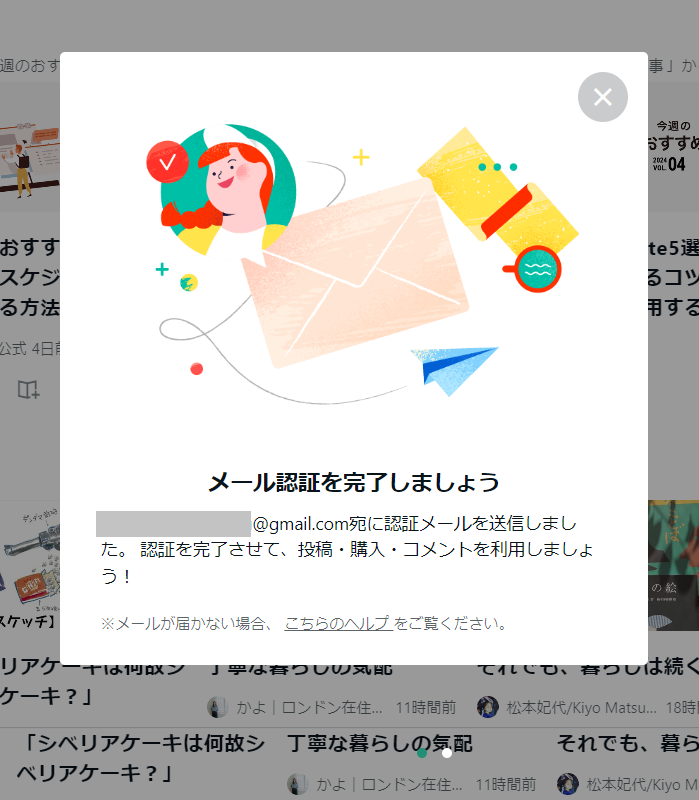 週のおす
事」か
今週の
おすすめ
2024
VOL.04
おすす
スケジ
る方法
te5選
るコツ
用する
公式 4日前
メール認証を完了しましょう
@gmail.com宛に認証メールを送信しまし
た。 認証を完了させて、投稿・購入・コメントを利用しましょ
う！
※メールが届かない場合、 こちらのヘルプ をご覧ください。
スケッチ】
の絵
リアケーキは何故シ
ケーキ？」
丁寧な暮らしの気配
かよ｜ロンドン在住... 11時間前
それでも、暮らしは続く
松本妃代/Kiyo Matsu... 18時
「シベリアケーキは何故シ
ベリアケーキ？」
丁寧な暮らしの気配
かよ｜ロンドン在住... 11時間前
それでも、暮ら
松本妃代/Kiyo M